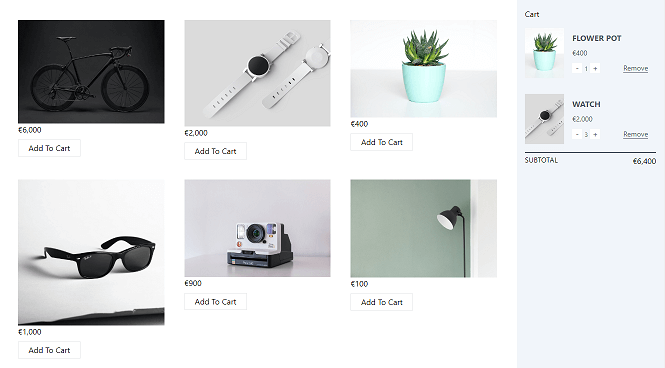 Cart
FLOWER POT
€400
- 1 + Remove
WATCH
€2,000
- 3 + Remove
SUBTOTAL €6,400
€6,000
Add To Cart
€2,000
Add To Cart
€400
Add To Cart
€1,000
Add To Cart
€900
Add To Cart
€100
Add To Cart